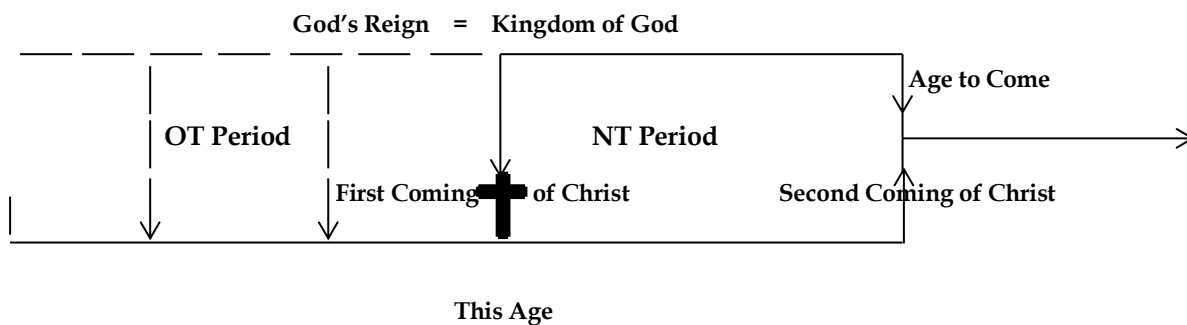 God’s Reign = Kingdom of God
Age to Come
OT Period
NT Period
First Coming of Christ
Second Coming of Christ
This Age